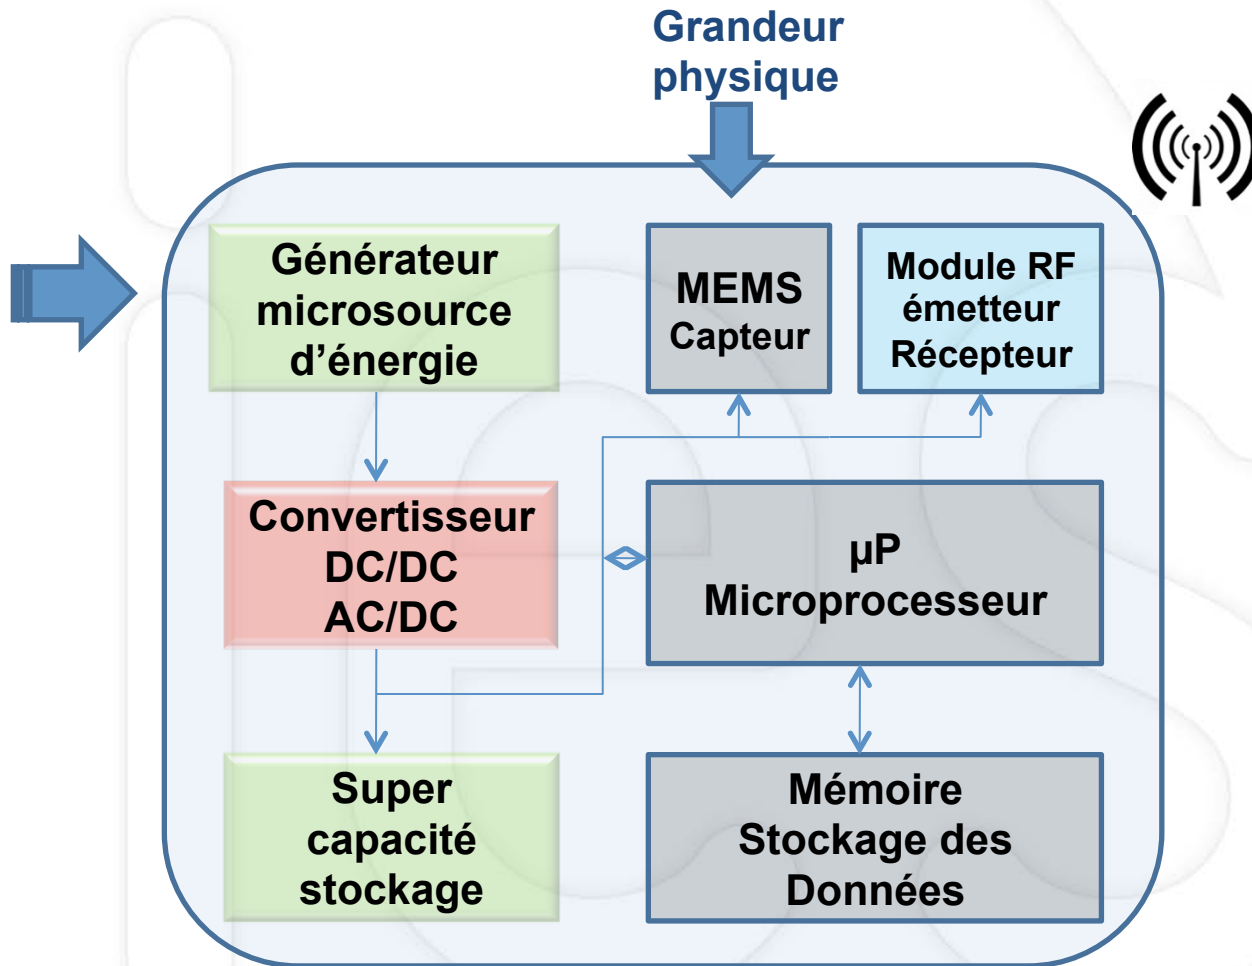 Grandeur
physique
Générateur
microsource
d’énergie
MEMS
Capteur
Module RF
émetteur
Récepteur
Convertisseur
DC/DC
AC/DC
µP
Microprocesseur
Super
capacité
stockage
Mémoire
Stockage des
Données